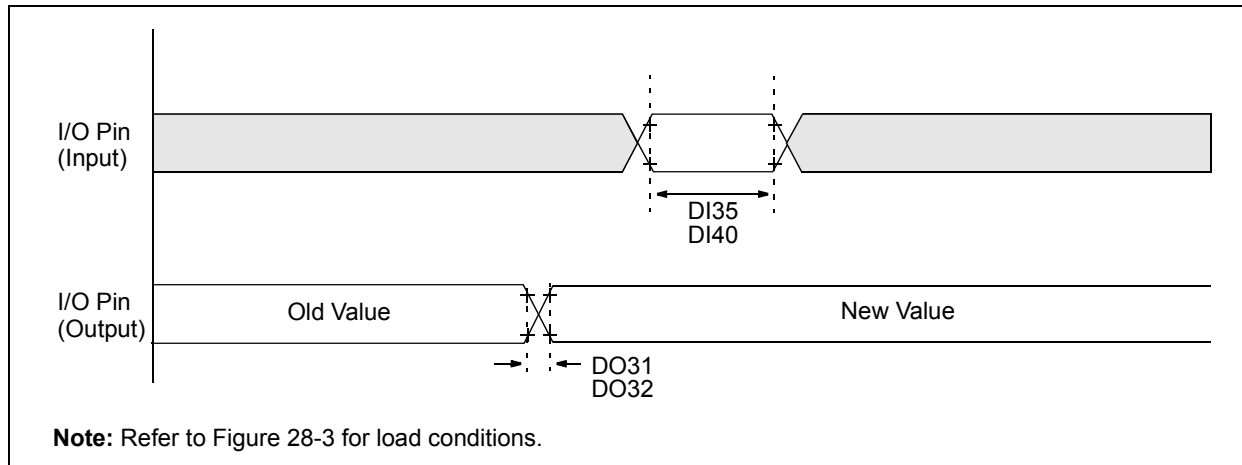 I/O Pin
(Input)
DI35
DI40
I/O Pin
(Output)
Old Value
New Value
DO31
DO32
Note: Refer to Figure 28-3 for load conditions.